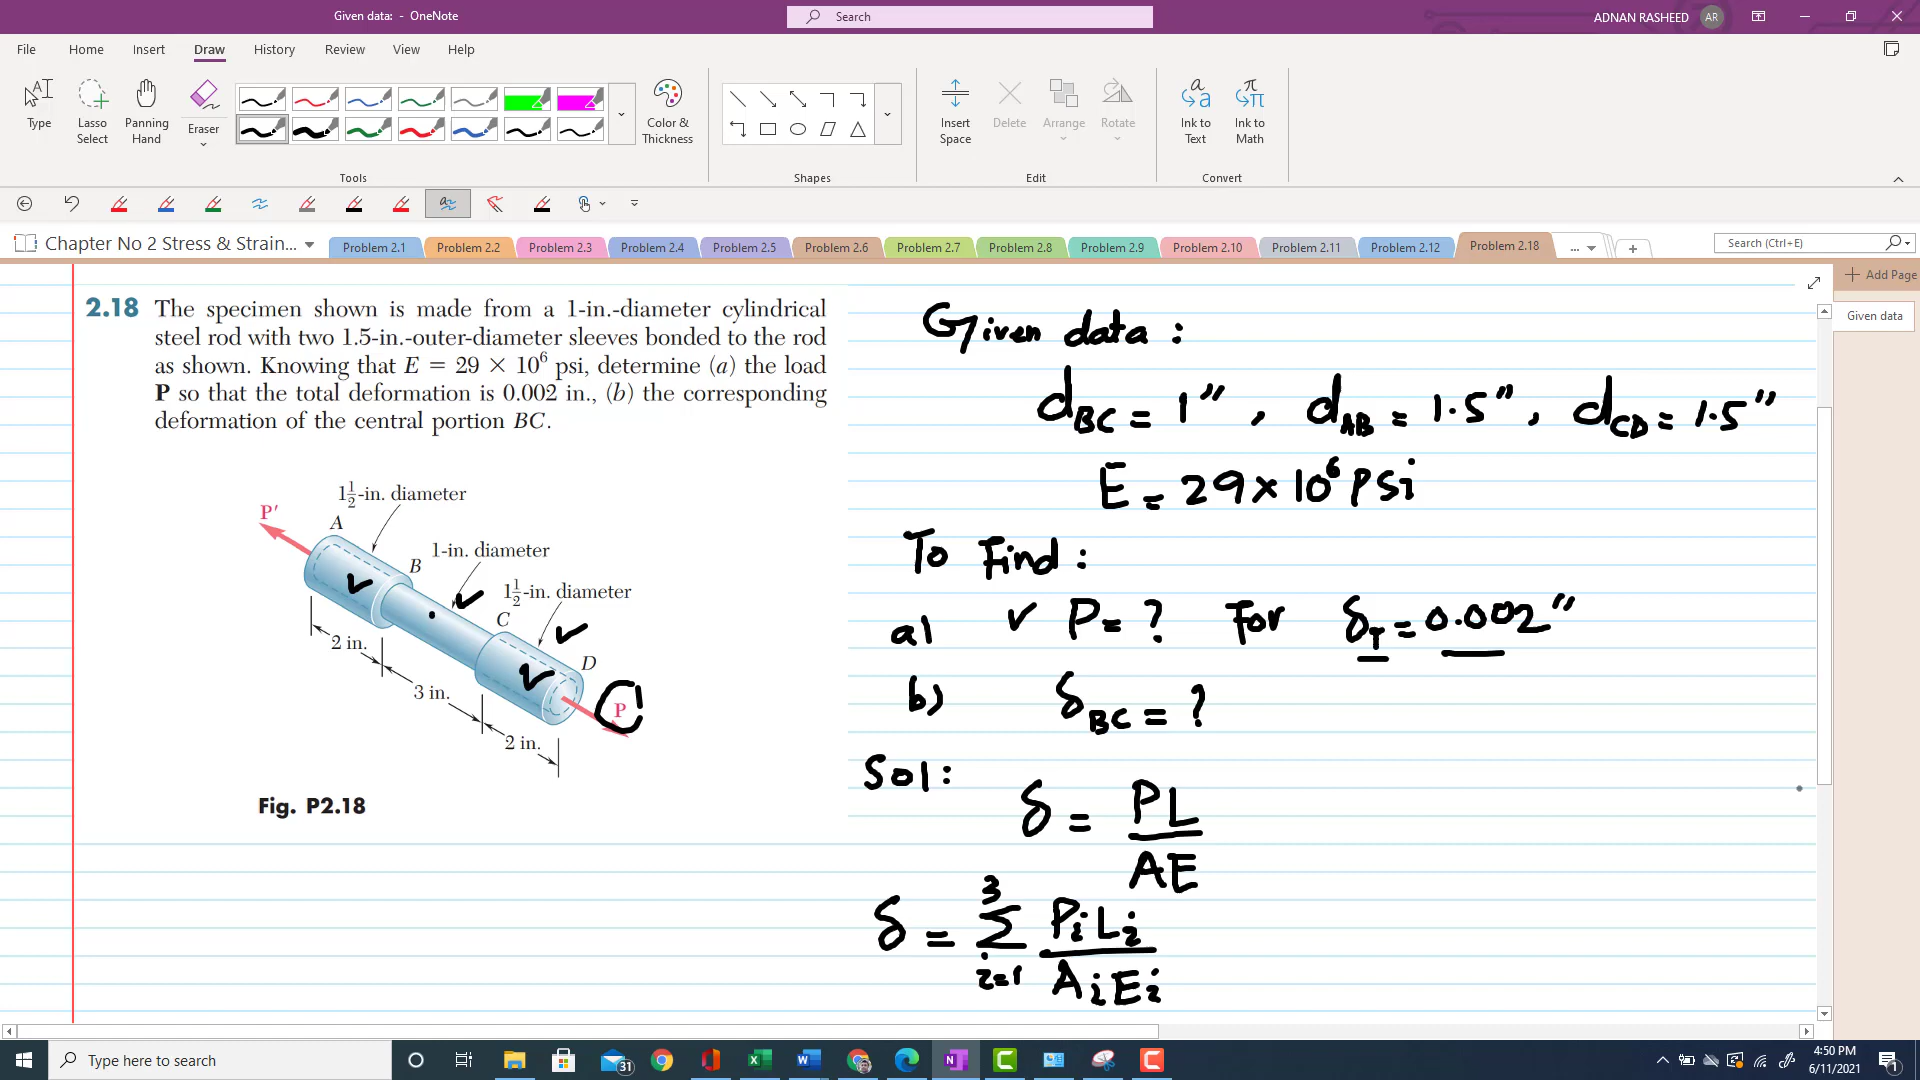 Given data: - OneNote
Search
ADNAN RASHEED
AR
File Home Insert Draw History Review View Help
Type
Lasso Select
Panning Hand
Eraser
Color & Thickness
Insert Space
Delete
Arrange
Rotate
Ink to Text
Ink to Math
Tools
Shapes
Edit
Convert
Chapter No 2 Stress & Strain...
Problem 2.1
Problem 2.2
Problem 2.3
Problem 2.4
Problem 2.5
Problem 2.6
Problem 2.7
Problem 2.8
Problem 2.9
Problem 2.10
Problem 2.11
Problem 2.12
Problem 2.18
...
Search (Ctrl+E)
Add Page
Given data
2.18 The specimen shown is made from a 1-in.-diameter cylindrical
steel rod with two 1.5-in.-outer-diameter sleeves bonded to the rod
as shown. Knowing that E = 29 × 10⁶ psi, determine (a) the load
P so that the total deformation is 0.002 in., (b) the corresponding
deformation of the central portion BC.
1½-in. diameter
P′
A
1-in. diameter
B
1½-in. diameter
C
D
2 in.
3 in.
P
2 in.
Fig. P2.18
Given data :
d_BC = 1″ , d_AB = 1.5″ , d_CD = 1.5″
E = 29×10⁶ psi
To Find :
a) ✓ P = ? For δ_T = 0.002″
b) δ_BC = ?
Sol :
δ = PL
AE
δ = 3 Σ i=1 PiLi
AiEi
Type here to search
31
4:50 PM
6/11/2021
1